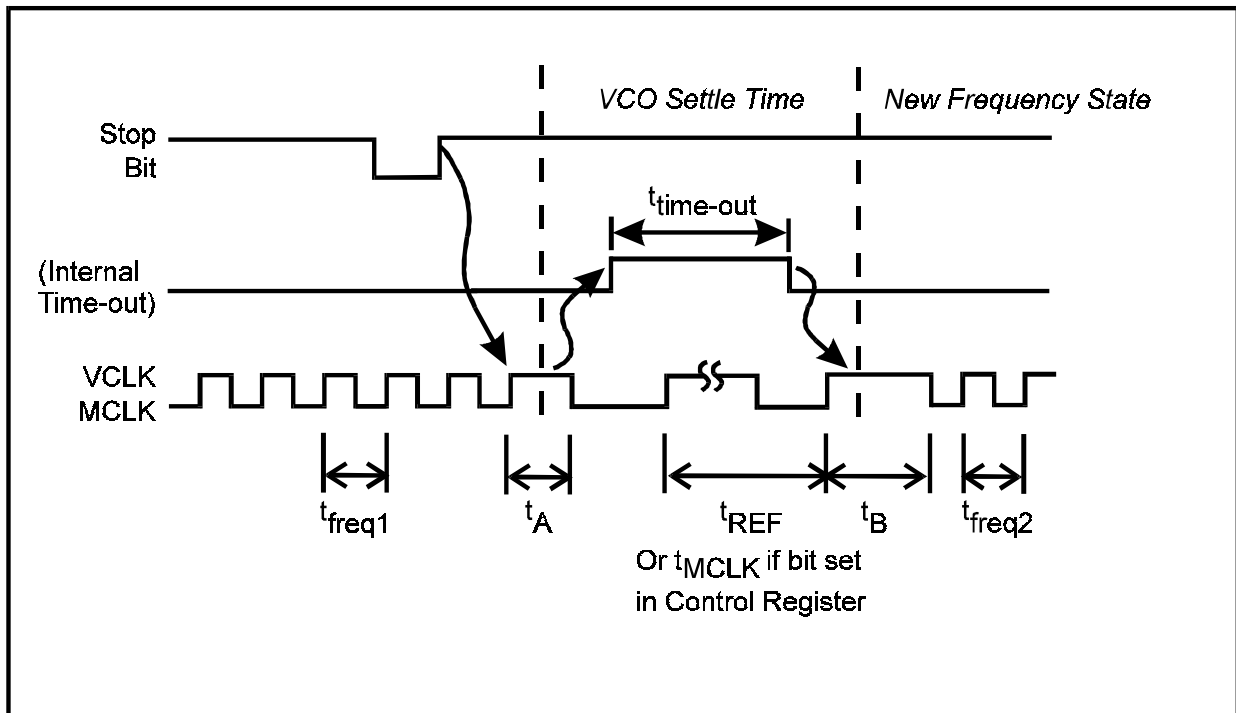 VCO Settle Time
New Frequency State
Stop
Bit
ttime-out
(Internal
Time-out)
VCLK
MCLK
tfreq1
tA
tREF
tB
tfreq2
Or tMCLK if bit set
in Control Register